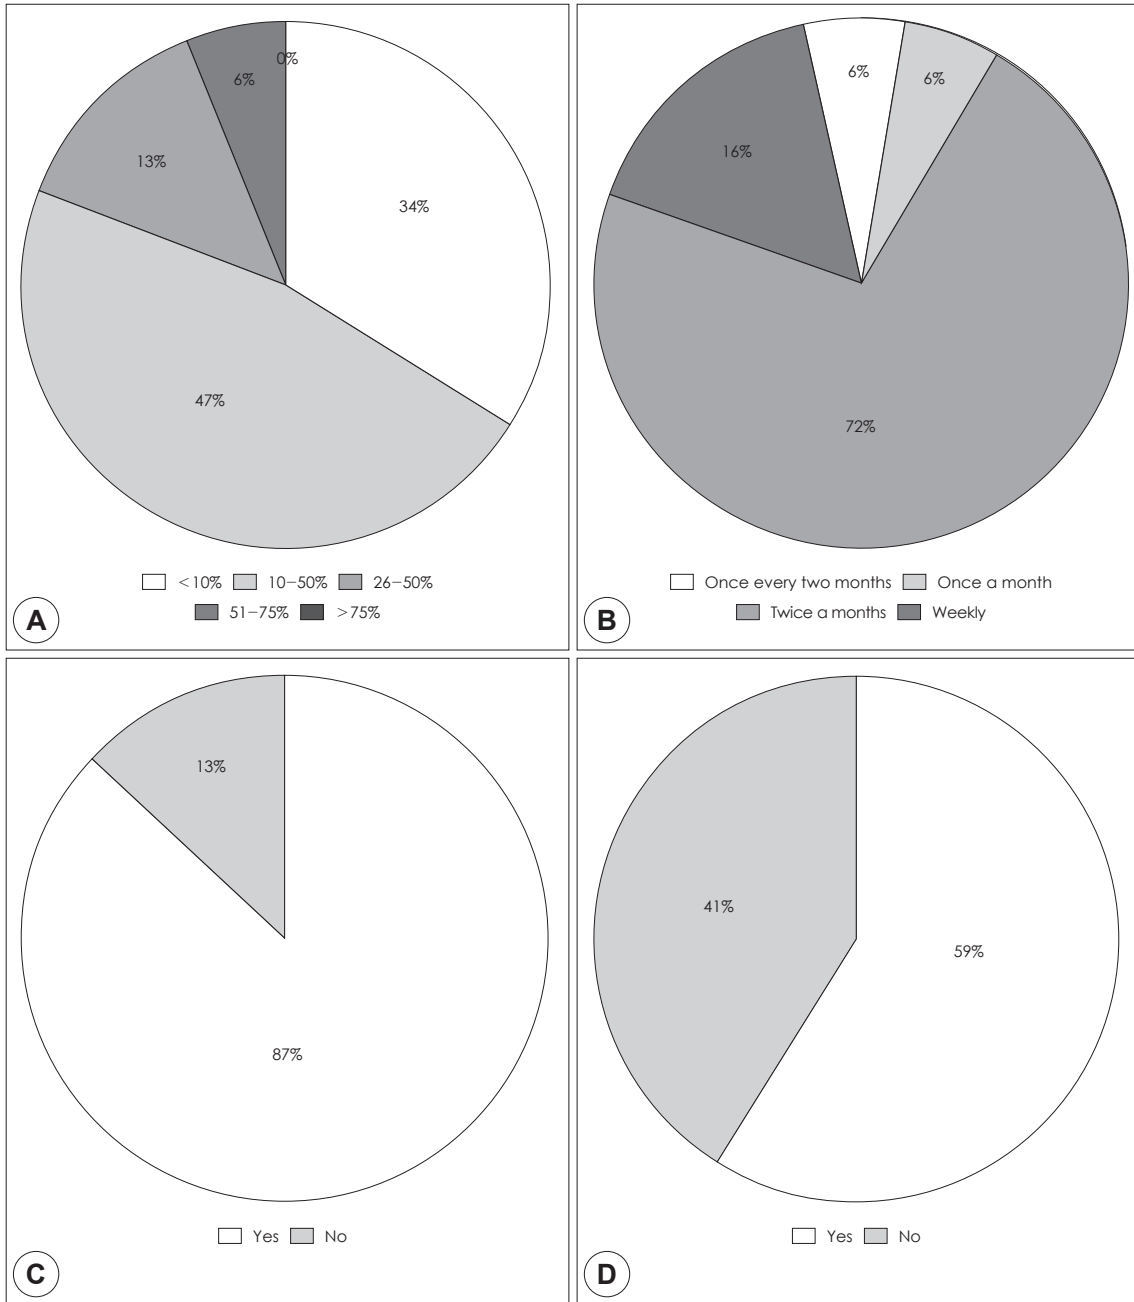 0%
6%
34%
13%
47%
<10% 10−50% 26−50%
51−75% >75%
A
6% 6%
16%
72%
Once every two months Once a month
Twice a months Weekly
B
13%
87%
Yes No
C
41%
59%
Yes No
D